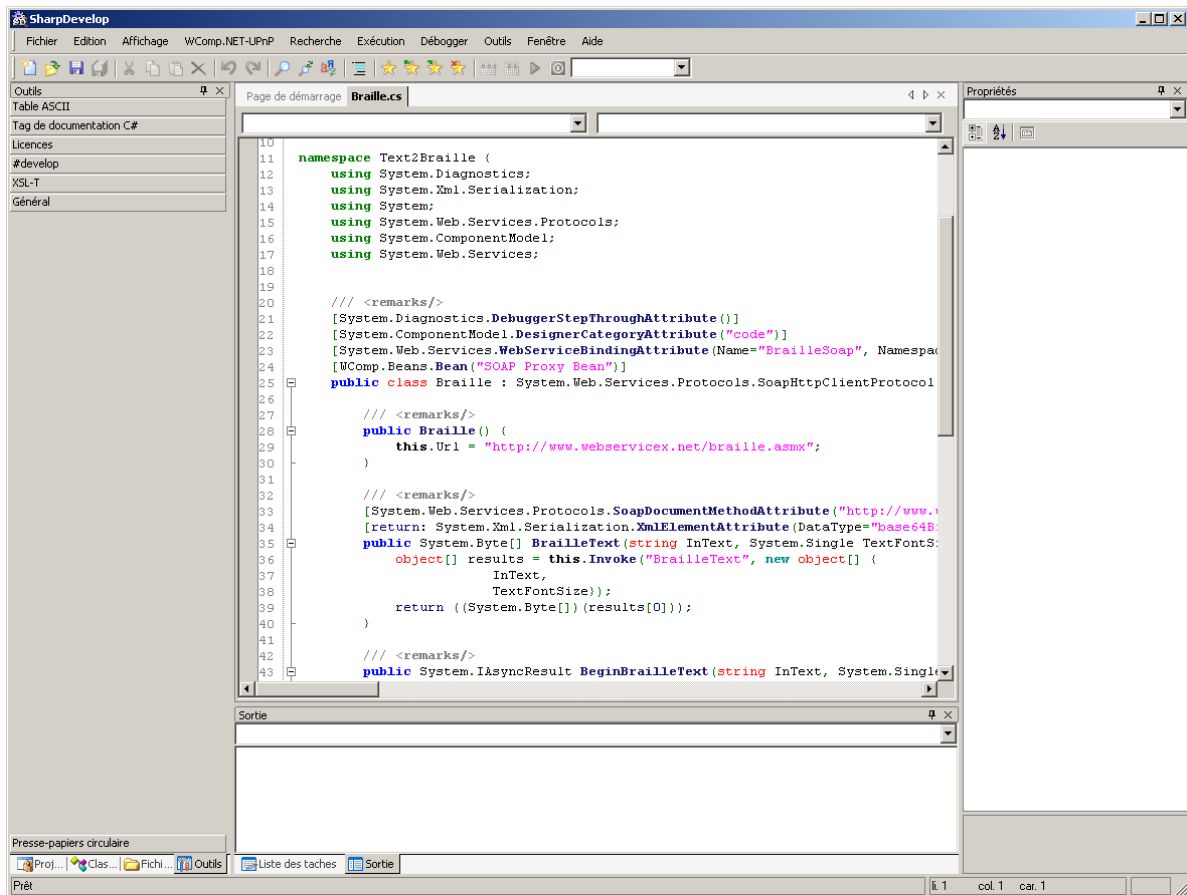 SharpDevelop
Fichier Edition Affichage WComp.NET-UPnP Recherche Exécution Débogger Outils Fenêtre Aide
Outils
Table ASCII
Tag de documentation C#
Licences
#develop
XSL-T
Général
Page de démarrage Braille.cs
10
11 namespace Text2Braille {
12 using System.Diagnostics;
13 using System.Xml.Serialization;
14 using System;
15 using System.Web.Services.Protocols;
16 using System.ComponentModel;
17 using System.Web.Services;
18
19
20 /// <remarks/>
21 [System.Diagnostics.DebuggerStepThroughAttribute()]
22 [System.ComponentModel.DesignerCategoryAttribute("code")]
23 [System.Web.Services.WebServiceBindingAttribute(Name="BrailleSoap", Namespac
24 [WComp.Beans.Bean("SOAP Proxy Bean")]
25 public class Braille : System.Web.Services.Protocols.SoapHttpClientProtocol
26
27 /// <remarks/>
28 public Braille() {
29 this.Url = "http://www.webservicex.net/braille.asmx";
30 }
31
32 /// <remarks/>
33 [System.Web.Services.Protocols.SoapDocumentMethodAttribute("http://www.
34 [return: System.Xml.Serialization.XmlElementAttribute(DataType="base64B
35 public System.Byte[] BrailleText(string InText, System.Single TextFontSi
36 object[] results = this.Invoke("BrailleText", new object[] {
37 InText,
38 TextFontSize});
39 return ((System.Byte[])(results[0]));
40 }
41
42 /// <remarks/>
43 public System.IAsyncResult BeginBrailleText(string InText, System.Single
Propriétés
Sortie
Presse-papiers circulaire
Proj... Clas... Fichi... Outils
Liste des taches Sortie
Prêt
li. 1 col. 1 car. 1